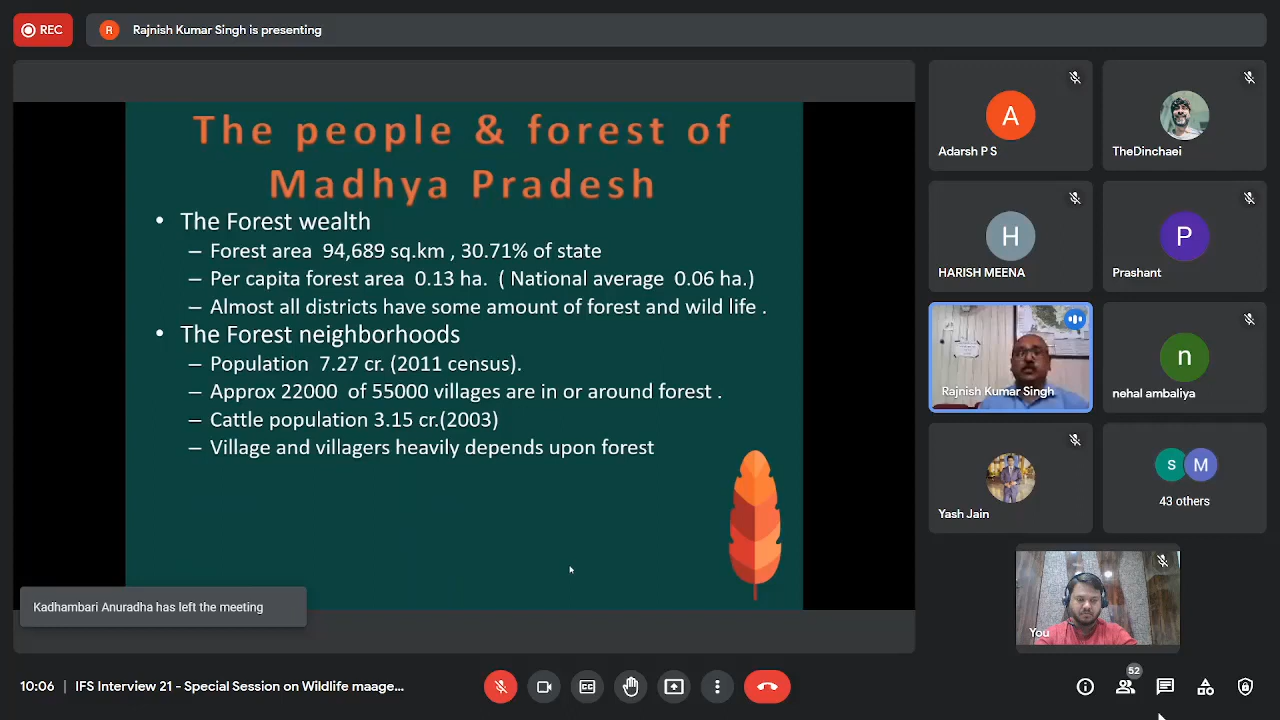 REC
R
Rajnish Kumar Singh is presenting
The people & forest of
Madhya Pradesh
• The Forest wealth
– Forest area 94,689 sq.km , 30.71% of state
– Per capita forest area 0.13 ha. ( National average 0.06 ha.)
– Almost all districts have some amount of forest and wild life .
• The Forest neighborhoods
– Population 7.27 cr. (2011 census).
– Approx 22000 of 55000 villages are in or around forest .
– Cattle population 3.15 cr.(2003)
– Village and villagers heavily depends upon forest
Kadhambari Anuradha has left the meeting
A
Adarsh P S
TheDinchaei
H
HARISH MEENA
P
Prashant
Rajnish Kumar Singh
n
nehal ambaliya
Yash Jain
s M
43 others
You
10:06 | IFS Interview 21 - Special Session on Wildlife maage...
CC
52